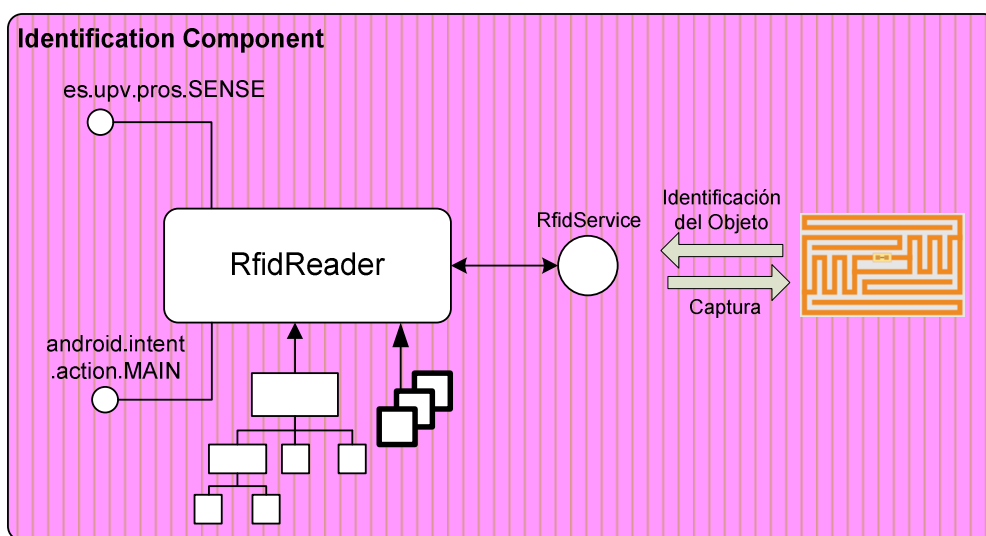 Identification Component
es.upv.pros.SENSE
RfidReader
RfidService
Identificación
del Objeto
Captura
android.intent
.action.MAIN